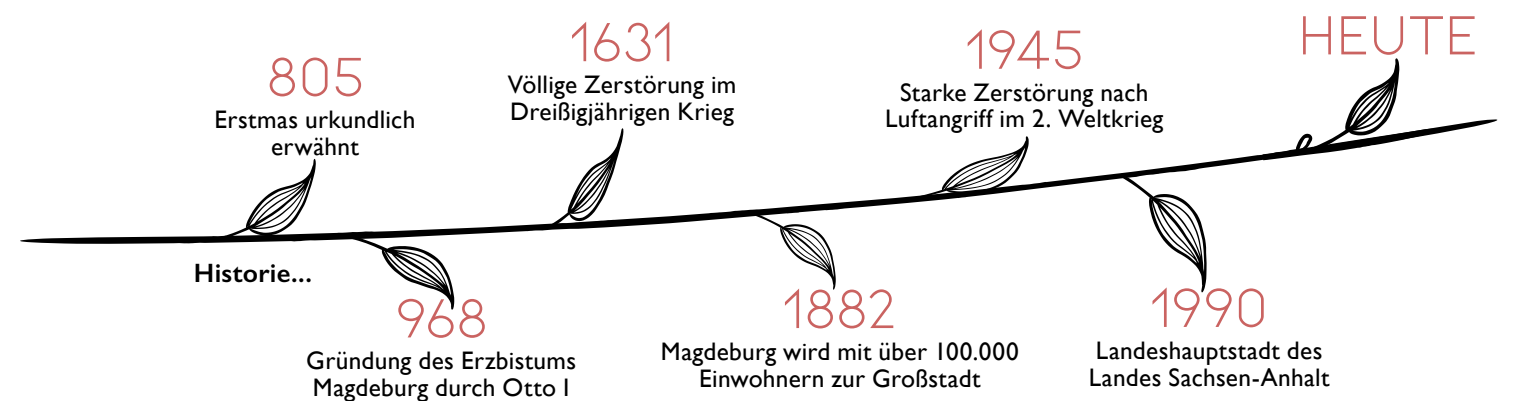 805
Erstmas urkundlich
erwähnt
Historie...
968
Gründung des Erzbistums
Magdeburg durch Otto I
1631
Völlige Zerstörung im
Dreißigjährigen Krieg
1882
Magdeburg wird mit über 100.000
Einwohnern zur Großstadt
1945
Starke Zerstörung nach
Luftangriff im 2. Weltkrieg
1990
Landeshauptstadt des
Landes Sachsen-Anhalt
HEUTE